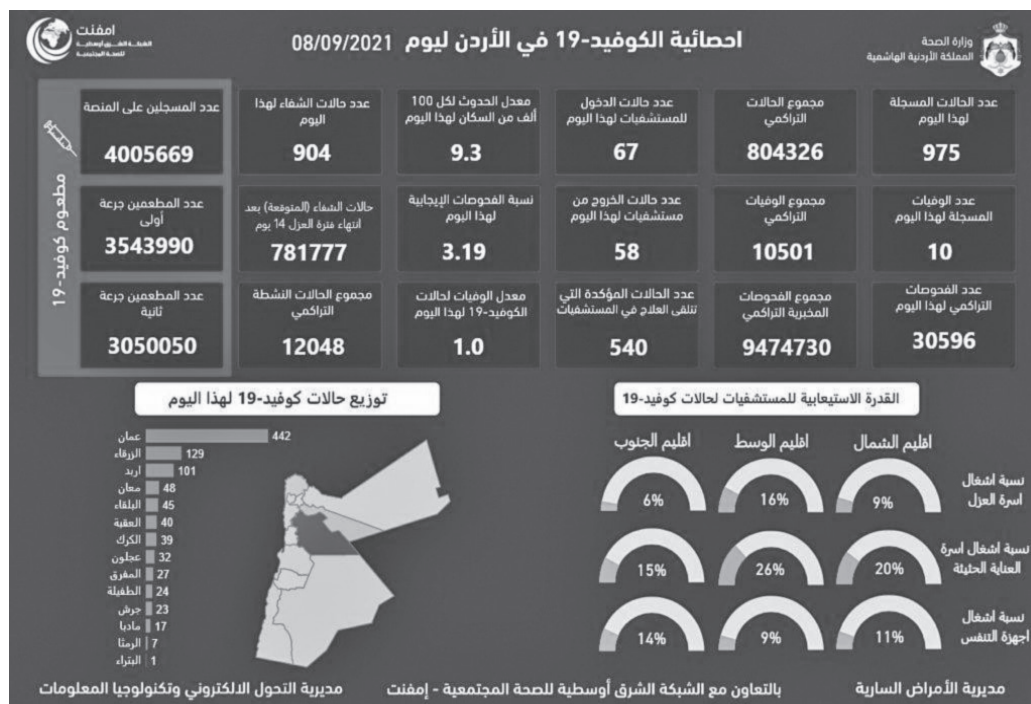 وزارة الصحة
المملكة الأردنية الهاشمية
احصائية الكوفيد-19 في الأردن ليوم 08/09/2021
امفنت
الشبكة الشرق أوسطية
للصحة المجتمعية
عدد الحالات المسجلة
لهذا اليوم
975
مجموع الحالات
التراكمي
804326
عدد حالات الدخول
للمستشفيات لهذا اليوم
67
معدل الحدوث لكل 100
ألف من السكان لهذا اليوم
9.3
عدد حالات الشفاء لهذا
اليوم
904
عدد المسجلين على المنصة
4005669
عدد الوفيات
المسجلة لهذا اليوم
10
مجموع الوفيات
التراكمي
10501
عدد حالات الخروج من
مستشفيات لهذا اليوم
58
نسبة الفحوصات الإيجابية
لهذا اليوم
3.19
حالات الشفاء (المتوقعة) بعد
انتهاء فترة العزل 14 يوم
781777
عدد المطعمين جرعة
أولى
3543990
عدد الفحوصات
التراكمي لهذا اليوم
30596
مجموع الفحوصات
المخبرية التراكمي
9474730
عدد الحالات المؤكدة التي
تتلقى العلاج في المستشفيات
540
معدل الوفيات لحالات
الكوفيد-19 لهذا اليوم
1.0
مجموع الحالات النشطة
التراكمي
12048
عدد المطعمين جرعة
ثانية
3050050
مطعوم كوفيد-19
القدرة الاستيعابية للمستشفيات لحالات كوفيد-19
اقليم الشمال
اقليم الوسط
اقليم الجنوب
نسبة اشغال
اسرة العزل
9%
16%
6%
نسبة اشغال اسرة
العناية الحثيثة
20%
26%
15%
نسبة اشغال
اجهزة التنفس
11%
9%
14%
توزيع حالات كوفيد-19 لهذا اليوم
عمان 442
الزرقاء 129
اربد 101
معان 48
البلقاء 45
العقبة 40
الكرك 39
عجلون 32
المفرق 27
الطفيلة 24
جرش 23
مادبا 17
الرمثا 7
البتراء 1
مديرية الأمراض السارية
بالتعاون مع الشبكة الشرق أوسطية للصحة المجتمعية - إمفنت
مديرية التحول الالكتروني وتكنولوجيا المعلومات